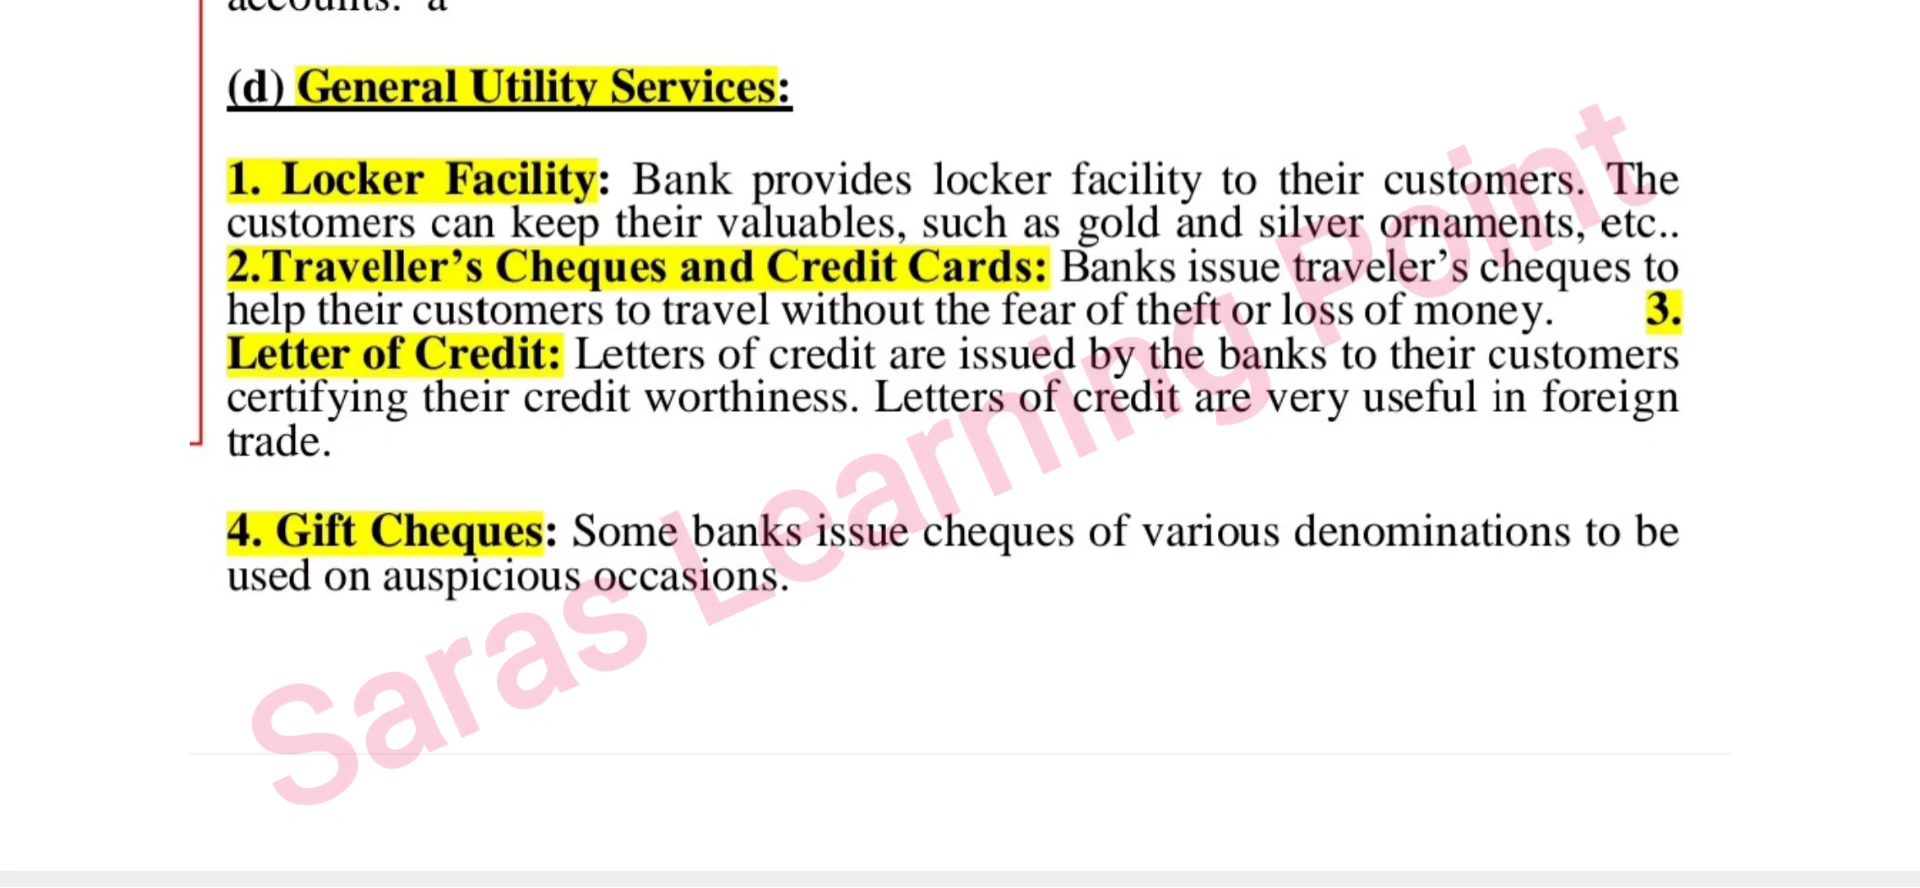 (d) General Utility Services:
1. Locker Facility: Bank provides locker facility to their customers. The
customers can keep their valuables, such as gold and silver ornaments, etc..
2.Traveller’s Cheques and Credit Cards: Banks issue traveler’s cheques to
help their customers to travel without the fear of theft or loss of money. 3.
Letter of Credit: Letters of credit are issued by the banks to their customers
certifying their credit worthiness. Letters of credit are very useful in foreign
trade.
4. Gift Cheques: Some banks issue cheques of various denominations to be
used on auspicious occasions.
Saras Learning Point